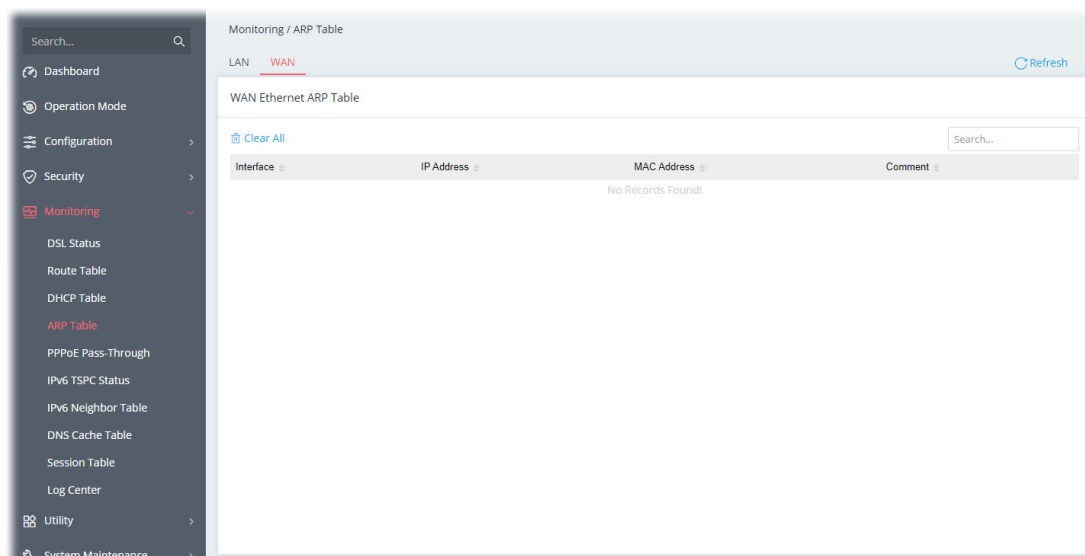 Search...
Dashboard
Operation Mode
Configuration
Security
Monitoring
DSL Status
Route Table
DHCP Table
ARP Table
PPPoE Pass-Through
IPv6 TSPC Status
IPv6 Neighbor Table
DNS Cache Table
Session Table
Log Center
Utility
System Maintenance
Monitoring / ARP Table
LAN WAN Refresh
WAN Ethernet ARP Table
Clear All Search...
Interface IP Address MAC Address Comment
No Records Found!